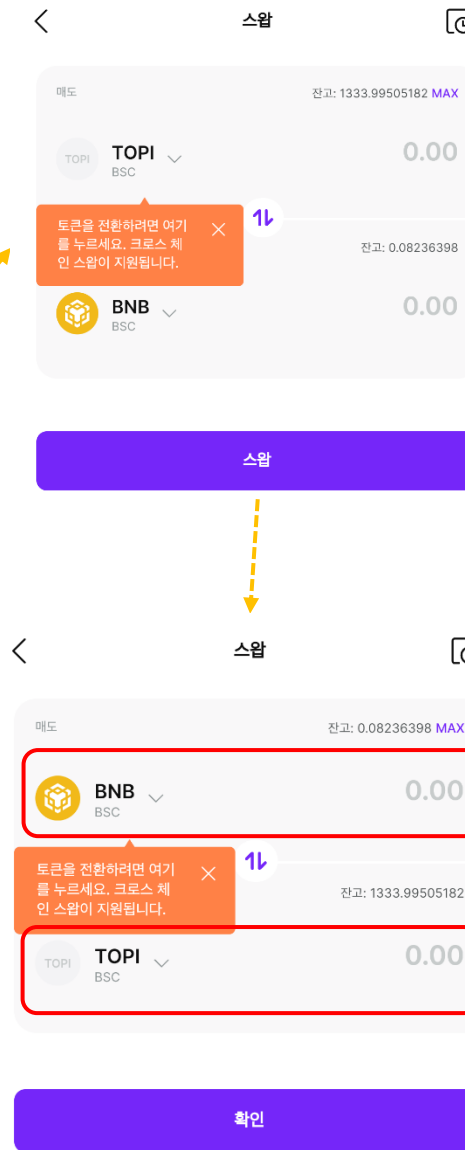 스왑
매도
잔고: 1333.99505182 MAX
TOPI
TOPI
BSC
0.00
토큰을 전환하려면 여기
를 누르세요. 크로스 체
인 스왑이 지원됩니다.
잔고: 0.08236398
BNB
BSC
0.00
스왑
스왑
매도
잔고: 0.08236398 MAX
BNB
BSC
0.00
토큰을 전환하려면 여기
를 누르세요. 크로스 체
인 스왑이 지원됩니다.
잔고: 1333.99505182
TOPI
TOPI
BSC
0.00
확인